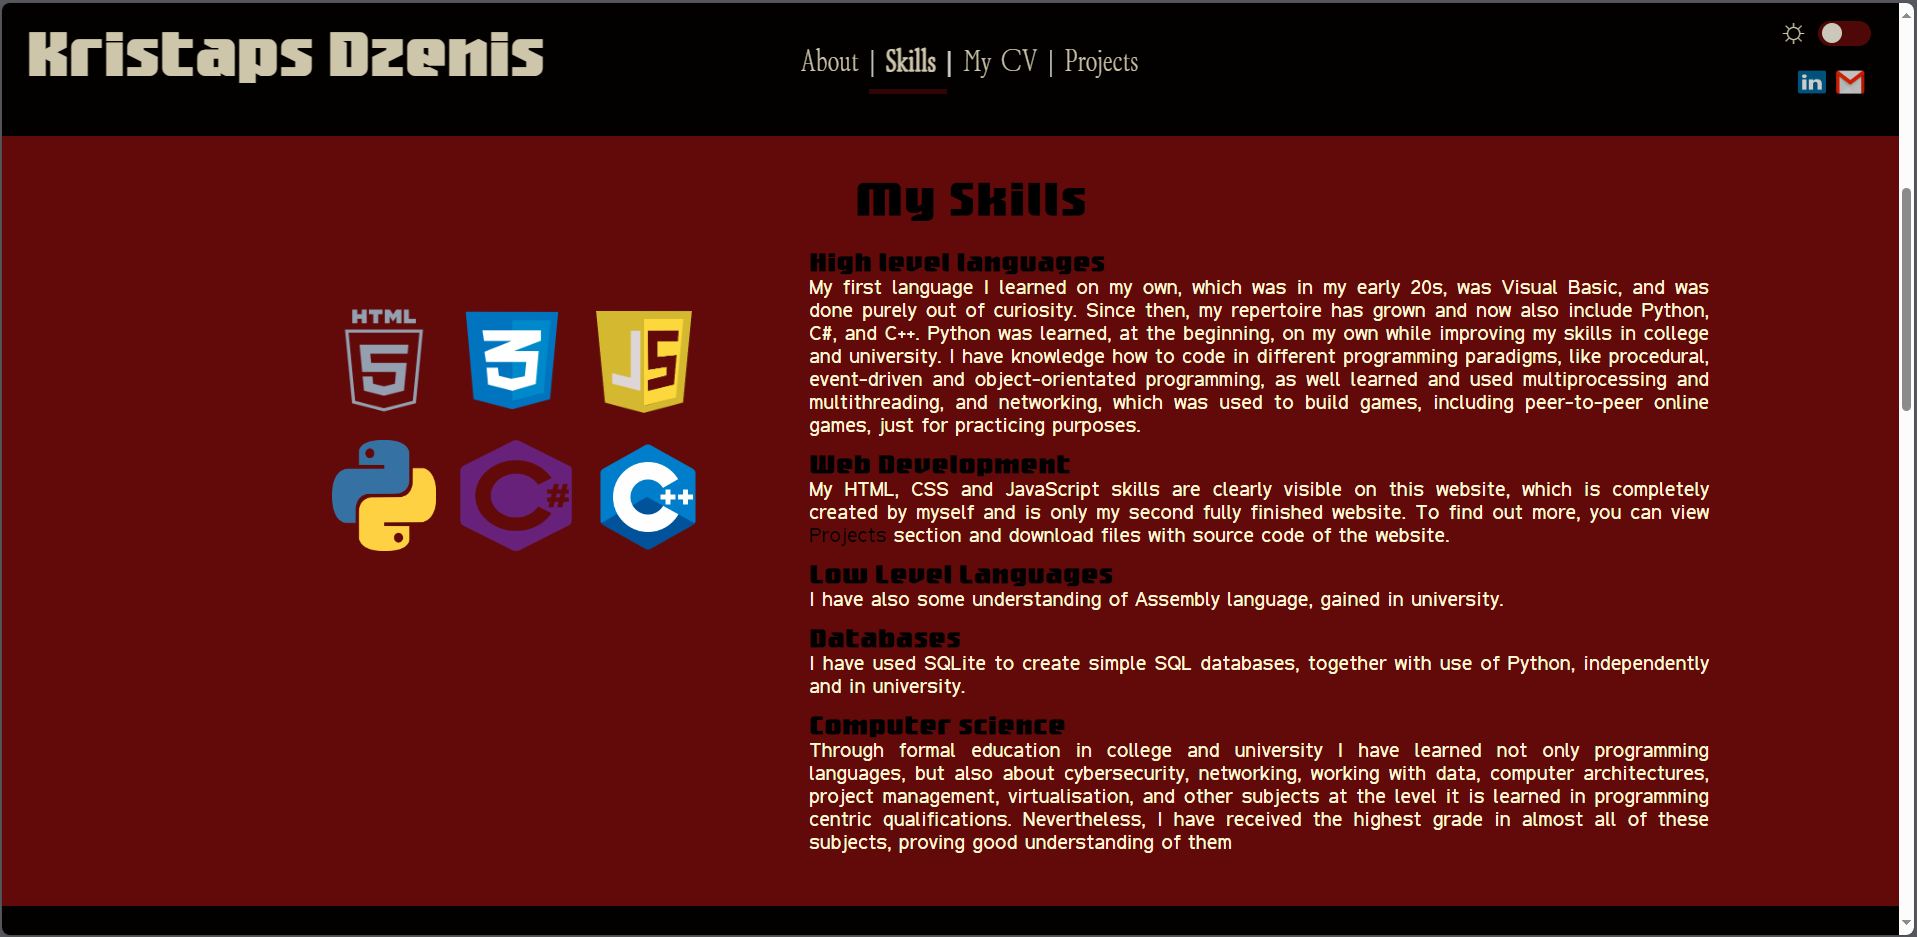 Kristaps Dzenis
About | Skills | My CV | Projects
in
My Skills
High level languages
My first language I learned on my own, which was in my early 20s, was Visual Basic, and was
done purely out of curiosity. Since then, my repertoire has grown and now also include Python,
C#, and C++. Python was learned, at the beginning, on my own while improving my skills in college
and university. I have knowledge how to code in different programming paradigms, like procedural,
event-driven and object-orientated programming, as well learned and used multiprocessing and
multithreading, and networking, which was used to build games, including peer-to-peer online
games, just for practicing purposes.
HTML
5
3
JS
C#
C++
Web Development
My HTML, CSS and JavaScript skills are clearly visible on this website, which is completely
created by myself and is only my second fully finished website. To find out more, you can view
Projects section and download files with source code of the website.
Low Level Languages
I have also some understanding of Assembly language, gained in university.
Databases
I have used SQLite to create simple SQL databases, together with use of Python, independently
and in university.
Computer science
Through formal education in college and university I have learned not only programming
languages, but also about cybersecurity, networking, working with data, computer architectures,
project management, virtualisation, and other subjects at the level it is learned in programming
centric qualifications. Nevertheless, I have received the highest grade in almost all of these
subjects, proving good understanding of them